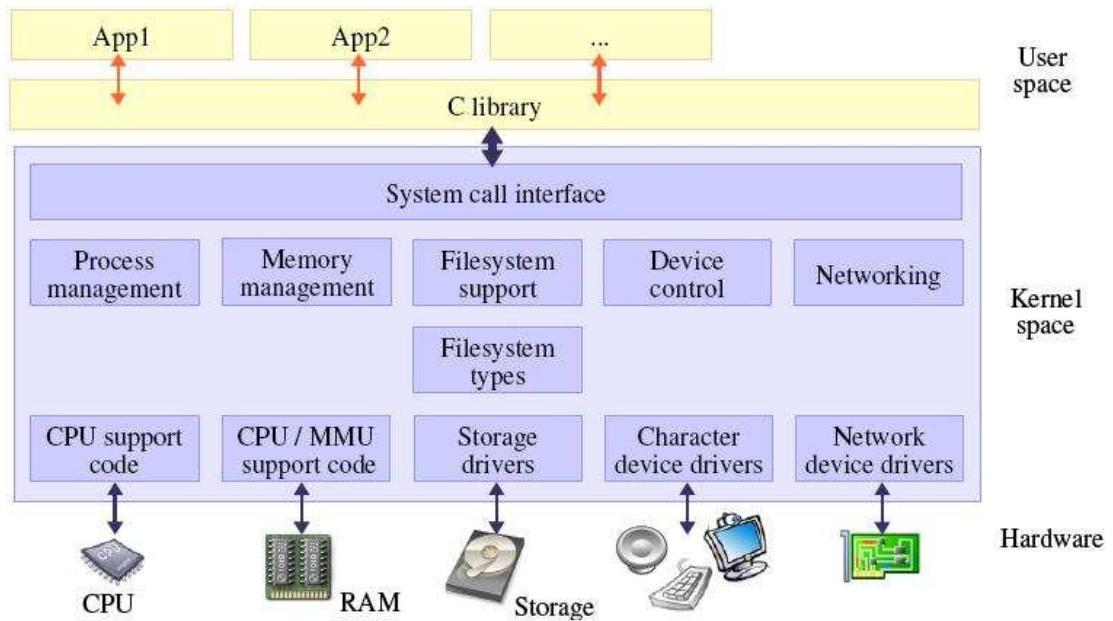 App1
App2
...
User
space
C library
System call interface
Process
management
Memory
management
Filesystem
support
Device
control
Networking
Kernel
space
Filesystem
types
CPU support
code
CPU / MMU
support code
Storage
drivers
Character
device drivers
Network
device drivers
Hardware
CPU
CPU
RAM
Storage